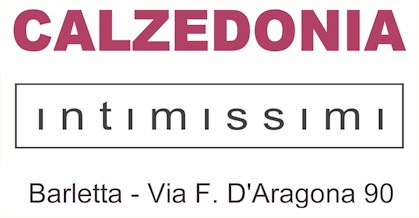 CALZEDONIA
intimissimi
Barletta - Via F. D'Aragona 90